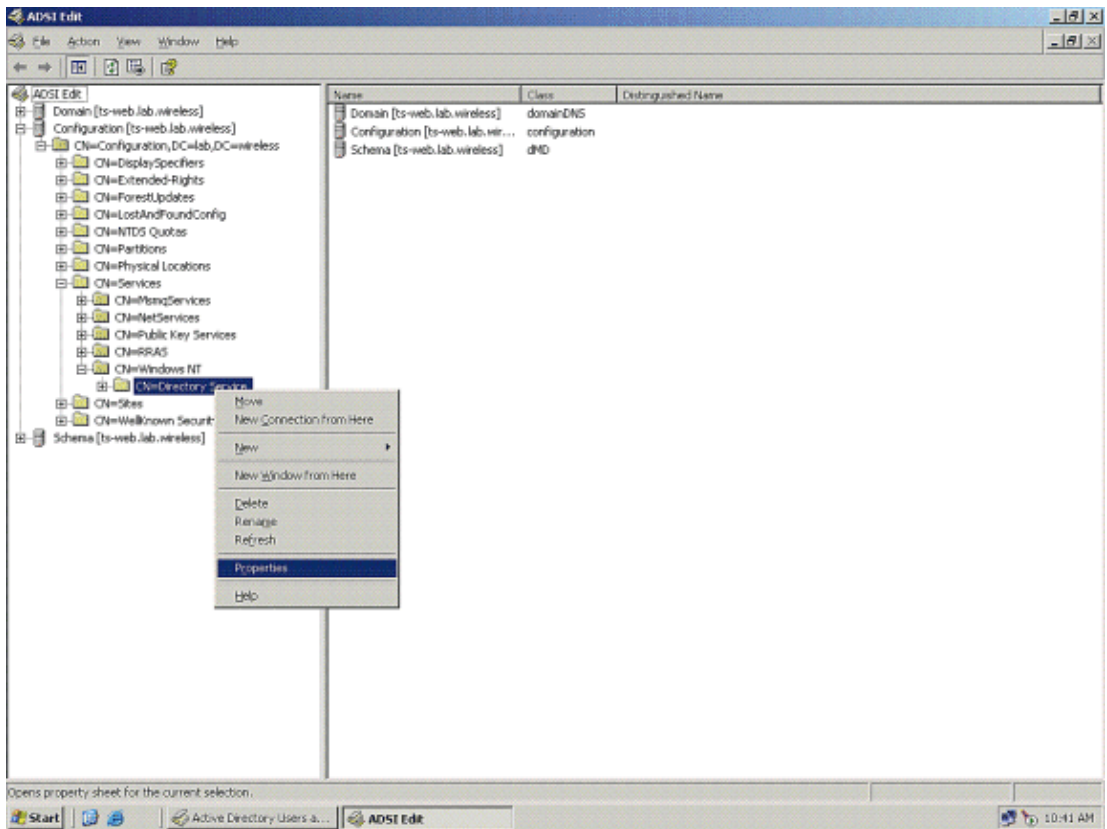 ADSI Edit
File Action View Window Help
ADSI Edit
Domain [ts-web.lab.wireless]
Configuration [ts-web.lab.wireless]
CN=Configuration,DC=lab,DC=wireless
CN=DisplaySpecifiers
CN=Extended-Rights
CN=ForestUpdates
CN=LostAndFoundConfig
CN=NTDS Quotas
CN=Partitions
CN=Physical Locations
CN=Services
CN=MsmqServices
CN=NetServices
CN=Public Key Services
CN=RRAS
CN=Windows NT
CN=Directory Service
CN=Sites
CN=WellKnown Securit
Schema [ts-web.lab.wireless]
Name Class Distinguished Name
Domain [ts-web.lab.wireless] domainDNS
Configuration [ts-web.lab.wir... configuration
Schema [ts-web.lab.wireless] dMD
Move
New Connection from Here
New
New Window from Here
Delete
Rename
Refresh
Properties
Help
Opens property sheet for the current selection.
Start Active Directory Users a... ADSI Edit 10:41 AM